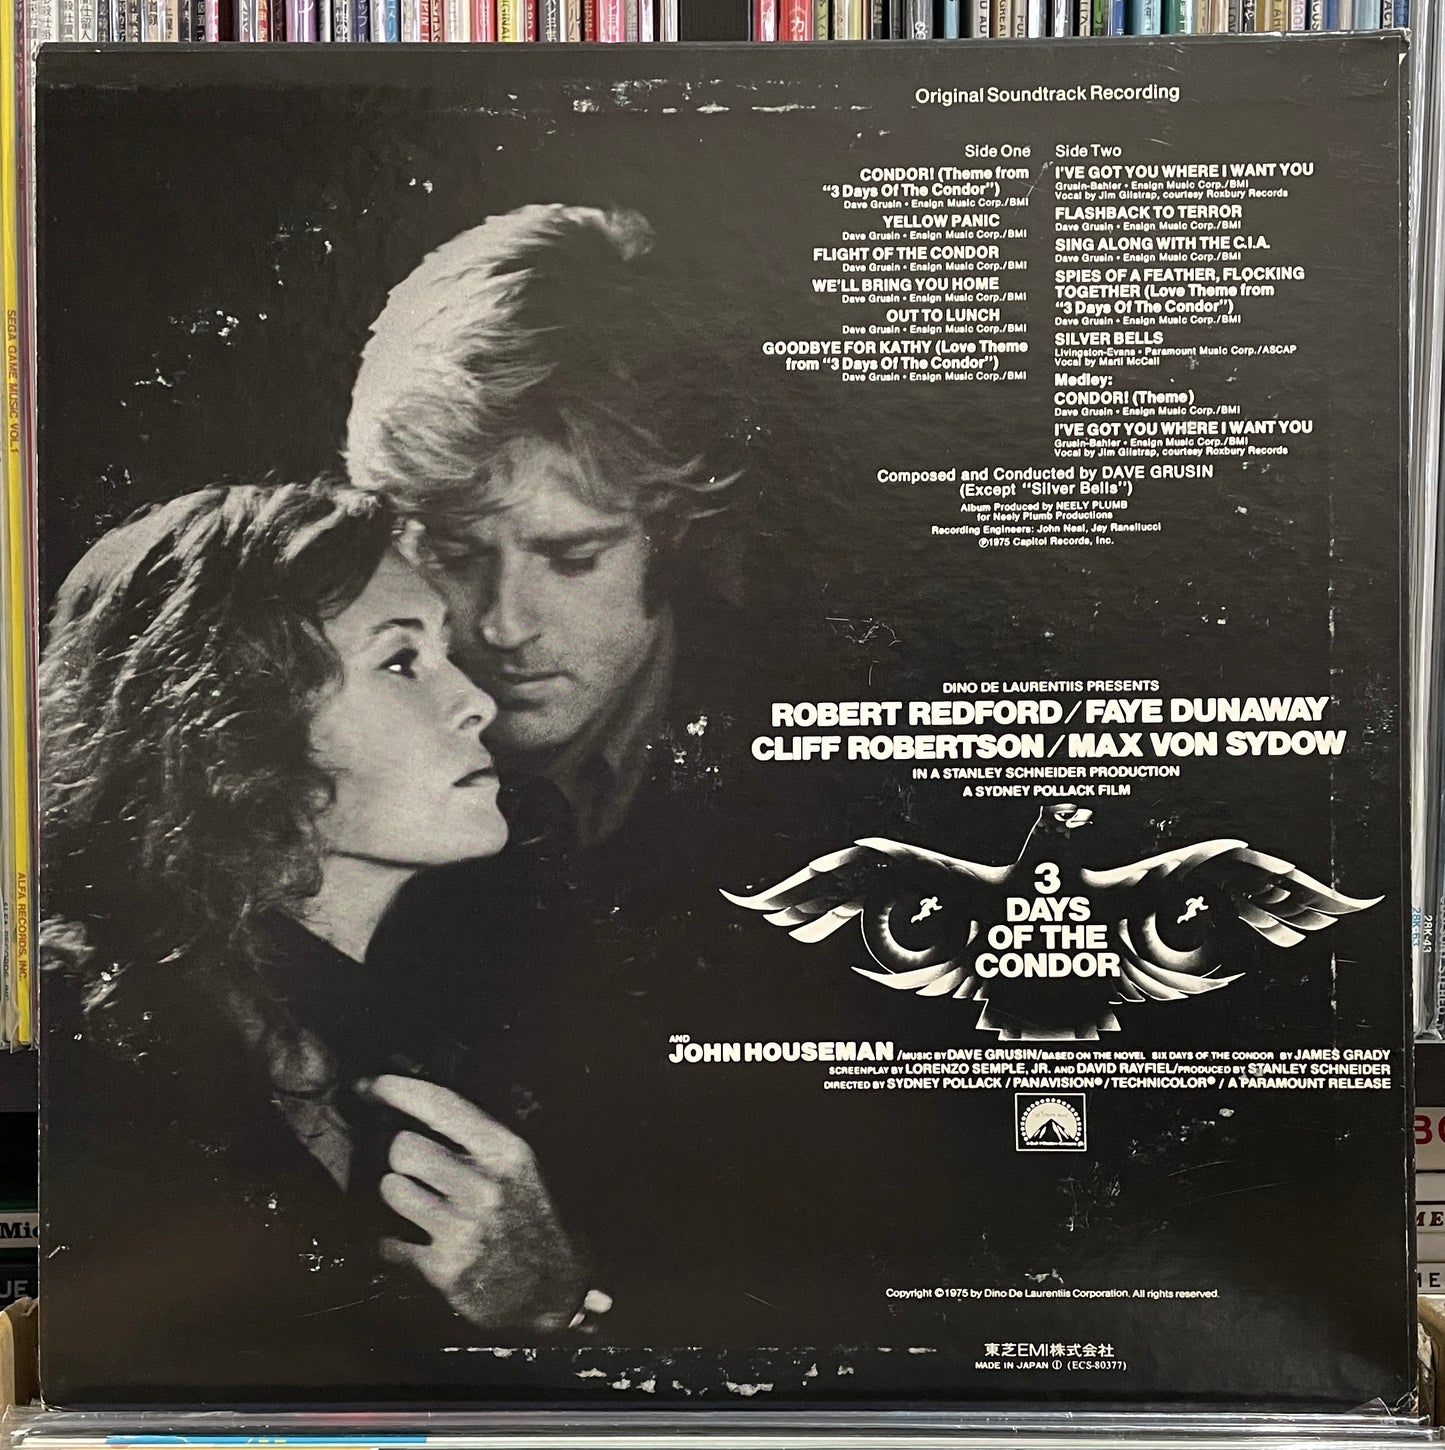 SEGA GAME MUSIC VOL.1
ALFA RECORDS, INC.
Original Soundtrack Recording
Side One
CONDOR! (Theme from
“3 Days Of The Condor”)
Dave Grusin • Ensign Music Corp./BMI
YELLOW PANIC
Dave Grusin • Ensign Music Corp./BMI
FLIGHT OF THE CONDOR
Dave Grusin • Ensign Music Corp./BMI
WE'LL BRING YOU HOME
Dave Grusin • Ensign Music Corp./BMI
OUT TO LUNCH
Dave Grusin • Ensign Music Corp./BMI
GOODBYE FOR KATHY (Love Theme
from “3 Days Of The Condor”)
Dave Grusin • Ensign Music Corp./BMI
Side Two
I'VE GOT YOU WHERE I WANT YOU
Grusin-Bahler • Ensign Music Corp./BMI
Vocal by Jim Gilstrap, courtesy Roxbury Records
FLASHBACK TO TERROR
Dave Grusin • Ensign Music Corp./BMI
SING ALONG WITH THE C.I.A.
Dave Grusin • Ensign Music Corp./BMI
SPIES OF A FEATHER, FLOCKING
TOGETHER (Love Theme from
“3 Days Of The Condor”)
Dave Grusin • Ensign Music Corp./BMI
SILVER BELLS
Livingston-Evans • Paramount Music Corp./ASCAP
Vocal by Marti McCall
Medley:
CONDOR! (Theme)
Dave Grusin • Ensign Music Corp./BMI
I'VE GOT YOU WHERE I WANT YOU
Grusin-Bahler • Ensign Music Corp./BMI
Vocal by Jim Gilstrap, courtesy Roxbury Records
Composed and Conducted by DAVE GRUSIN
(Except “Silver Bells”)
Album Produced by NEELY PLUMB
for Neely Plumb Productions
Recording Engineers: John Neal, Jay Ranellucci
℗1975 Capitol Records, Inc.
DINO DE LAURENTIIS PRESENTS
ROBERT REDFORD / FAYE DUNAWAY
CLIFF ROBERTSON / MAX VON SYDOW
IN A STANLEY SCHNEIDER PRODUCTION
A SYDNEY POLLACK FILM
3
DAYS
OF THE
CONDOR
AND
JOHN HOUSEMAN / MUSIC BY DAVE GRUSIN/BASED ON THE NOVEL SIX DAYS OF THE CONDOR BY JAMES GRADY
SCREENPLAY BY LORENZO SEMPLE, JR. AND DAVID RAYFIEL/PRODUCED BY STANLEY SCHNEIDER
DIRECTED BY SYDNEY POLLACK / PANAVISION® / TECHNICOLOR® / A PARAMOUNT RELEASE
Copyright ©1975 by Dino De Laurentiis Corporation. All rights reserved.
東芝EMI株式会社
MADE IN JAPAN Ⓘ (ECS-80377)
28K-53
28K-43